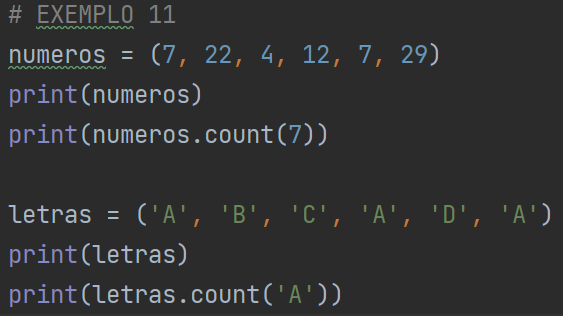 # EXEMPLO 11
numeros = (7, 22, 4, 12, 7, 29)
print(numeros)
print(numeros.count(7))
letras = ('A', 'B', 'C', 'A', 'D', 'A')
print(letras)
print(letras.count('A'))